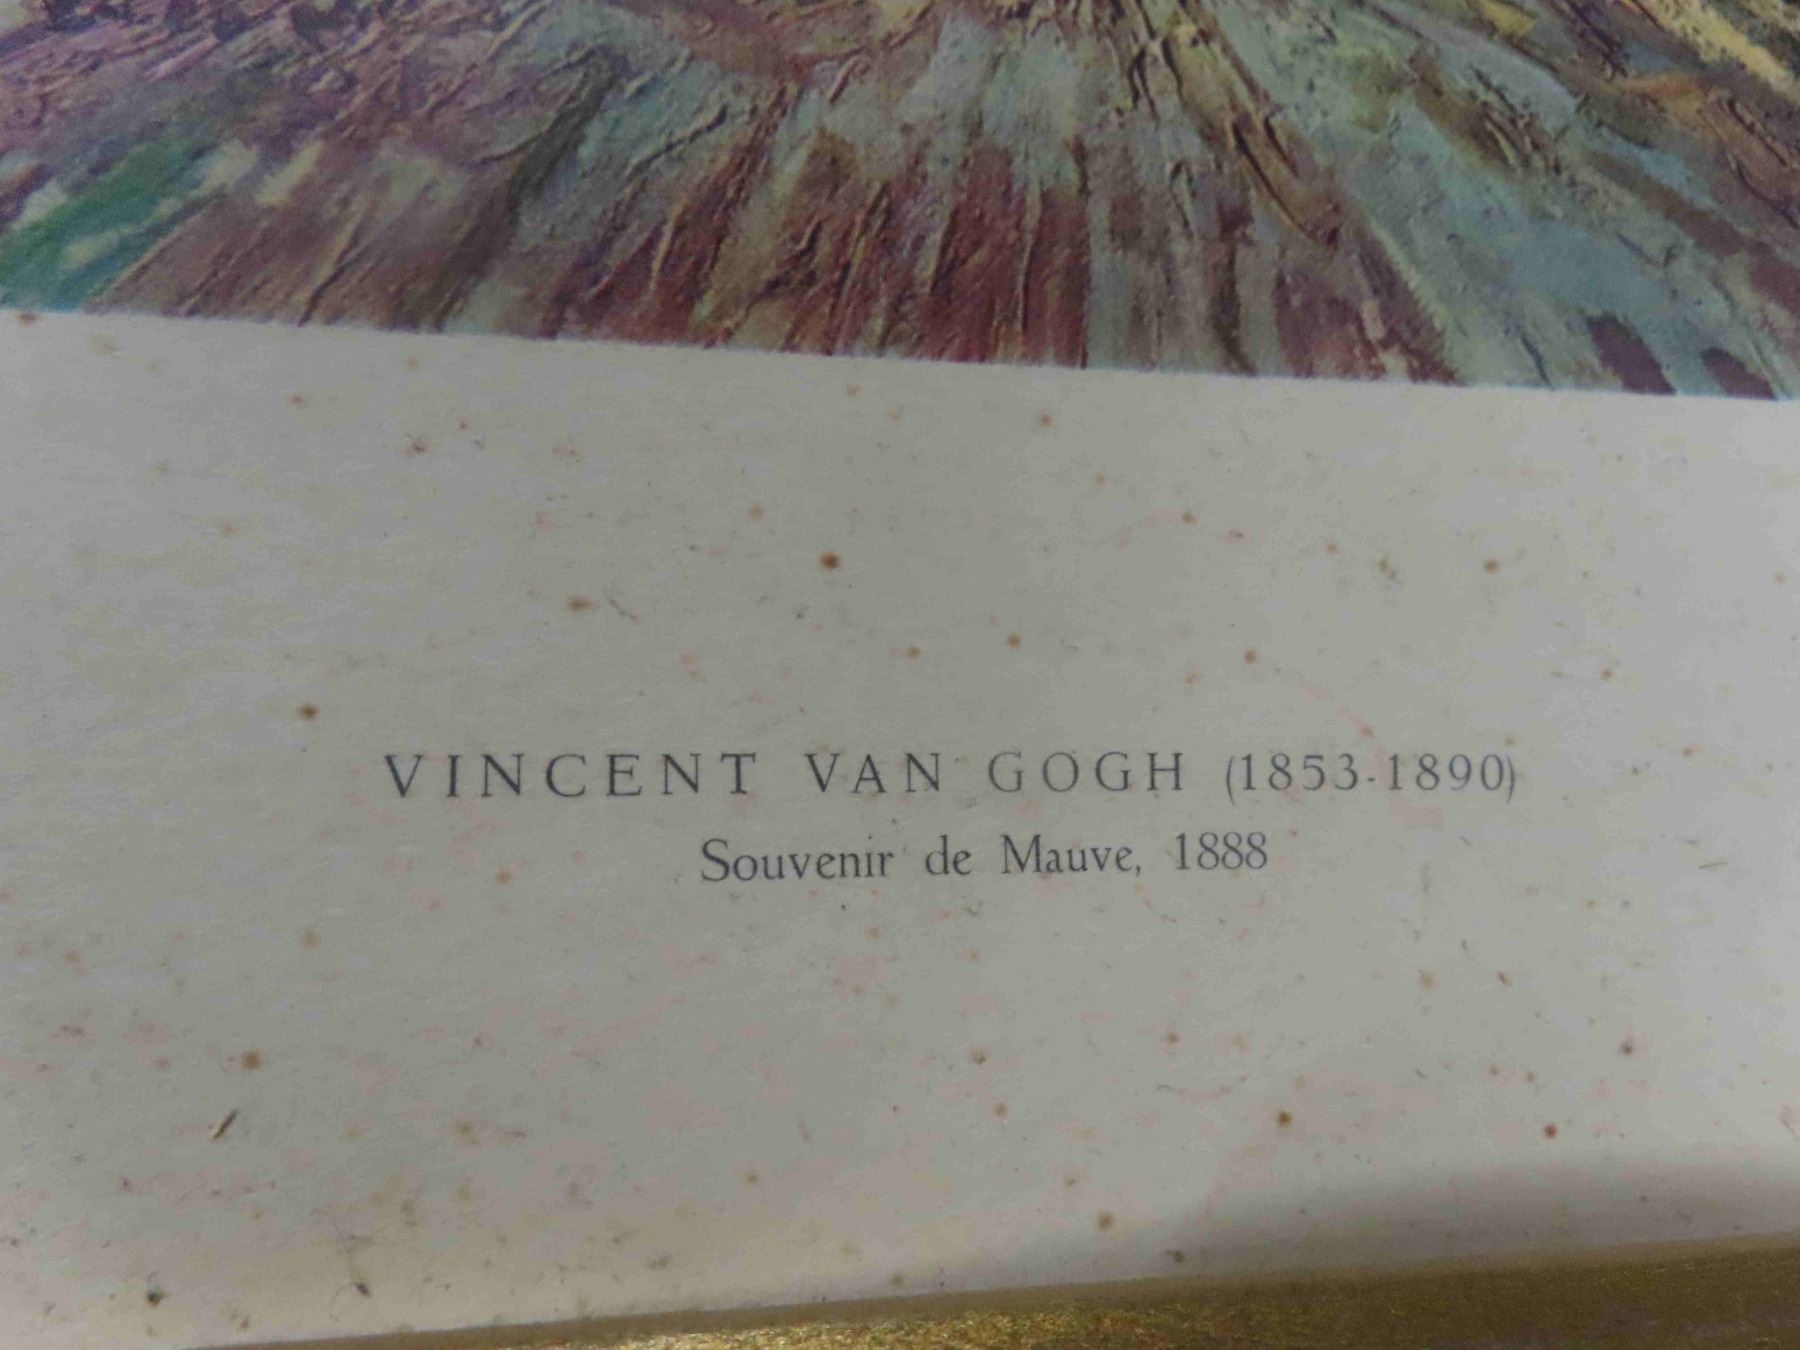 VINCENT VAN GOGH (1853-1890)
Souvenir de Mauve, 1888